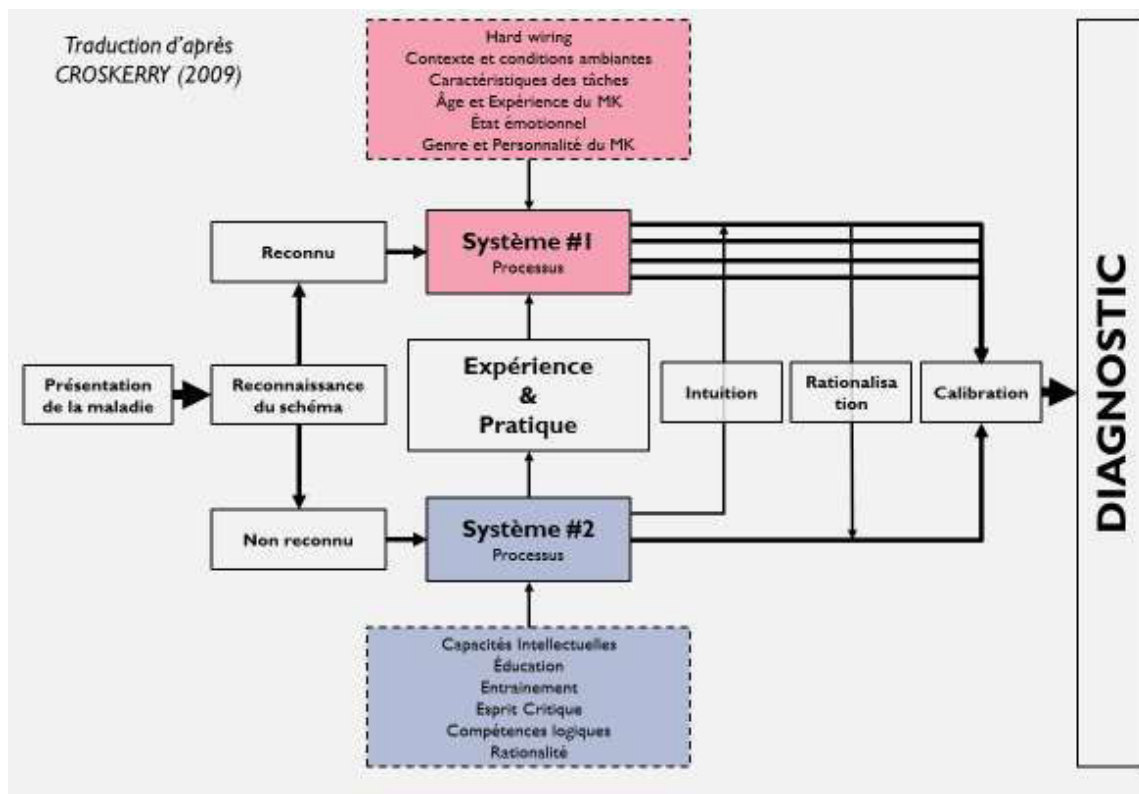 Traduction d'après
CROSKERRY (2009)
Hard wiring
Contexte et conditions ambiantes
Caractéristiques des tâches
Âge et Expérience du MK
État émotionnel
Genre et Personnalité du MK
Reconnu
Système #1
Processus
Présentation
de la maladie
Reconnaissance
du schéma
Expérience
&
Pratique
Intuition
Rationalisa
tion
Calibration
DIAGNOSTIC
Non reconnu
Système #2
Processus
Capacités Intellectuelles
Éducation
Entrainement
Esprit Critique
Compétences logiques
Rationalité